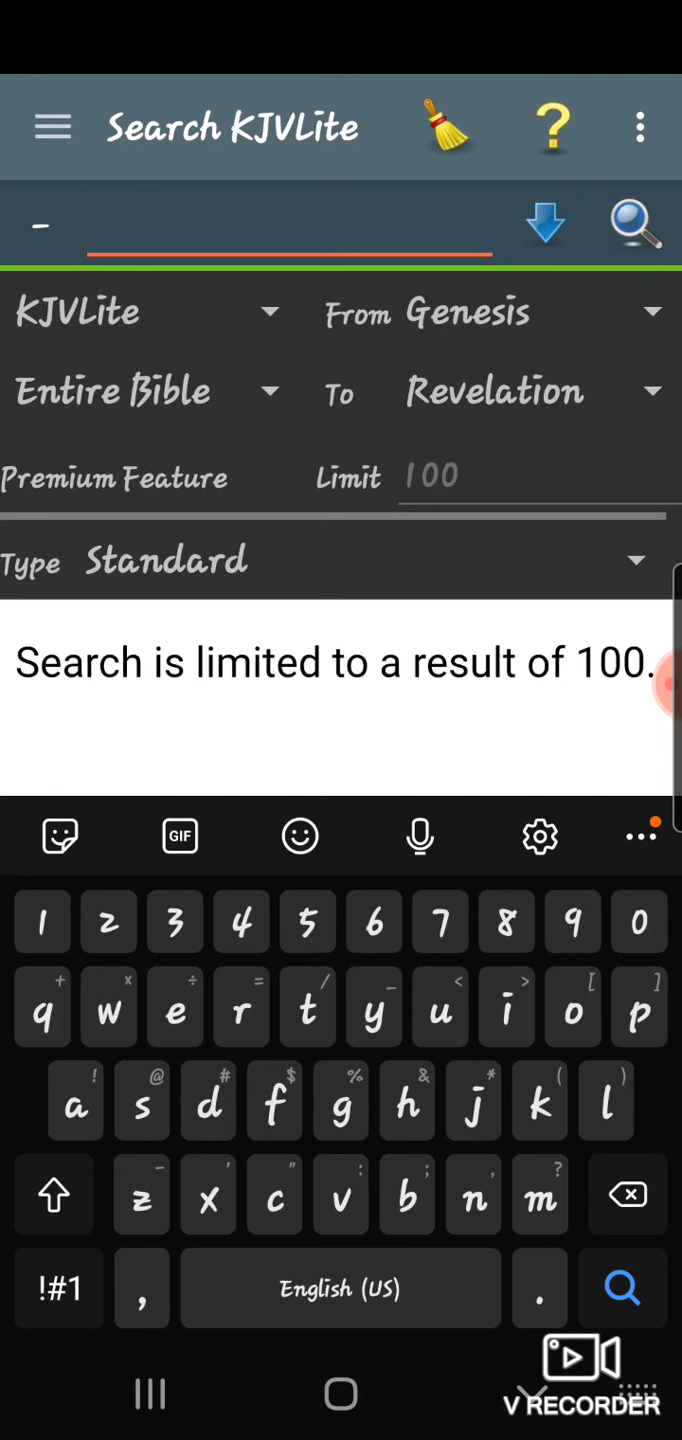 Search KJVLite
-
KJVLite From Genesis
Entire Bible To Revelation
Premium Feature Limit 100
Type Standard
Search is limited to a result of 100.
GIF
1 2 3 4 5 6 7 8 9 0
+ × ÷ = / _ < > [ ]
q w e r t y u i o p
! @ # $ % & * ( )
a s d f g h j k l
- ' " : ; , ?
z x c v b n m
!#1 , English (US) .
V RECORDER